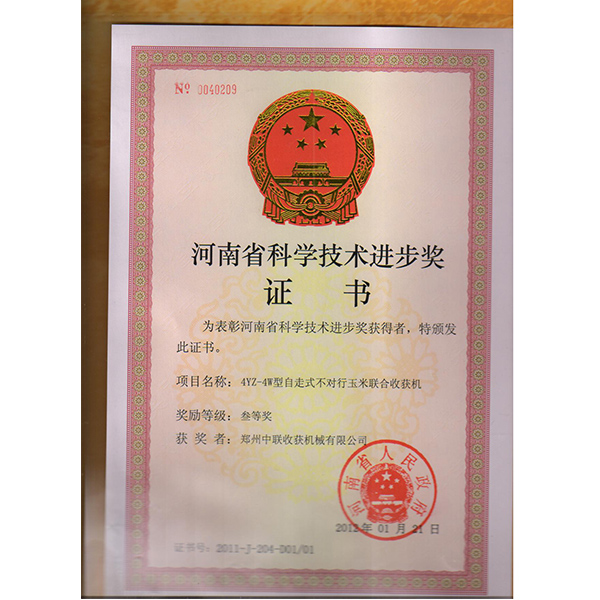 Nº 0040209
河南省科学技术进步奖
证 书
为表彰河南省科学技术进步奖获得者，特颁发
此证书。
项目名称：4YZ-4W型自走式不对行玉米联合收获机
奖励等级：叁等奖
获 奖 者：郑州中联收获机械有限公司
河南省人民政府
2012年 01 月 21 日
证书号：2011-J-204-D01/01